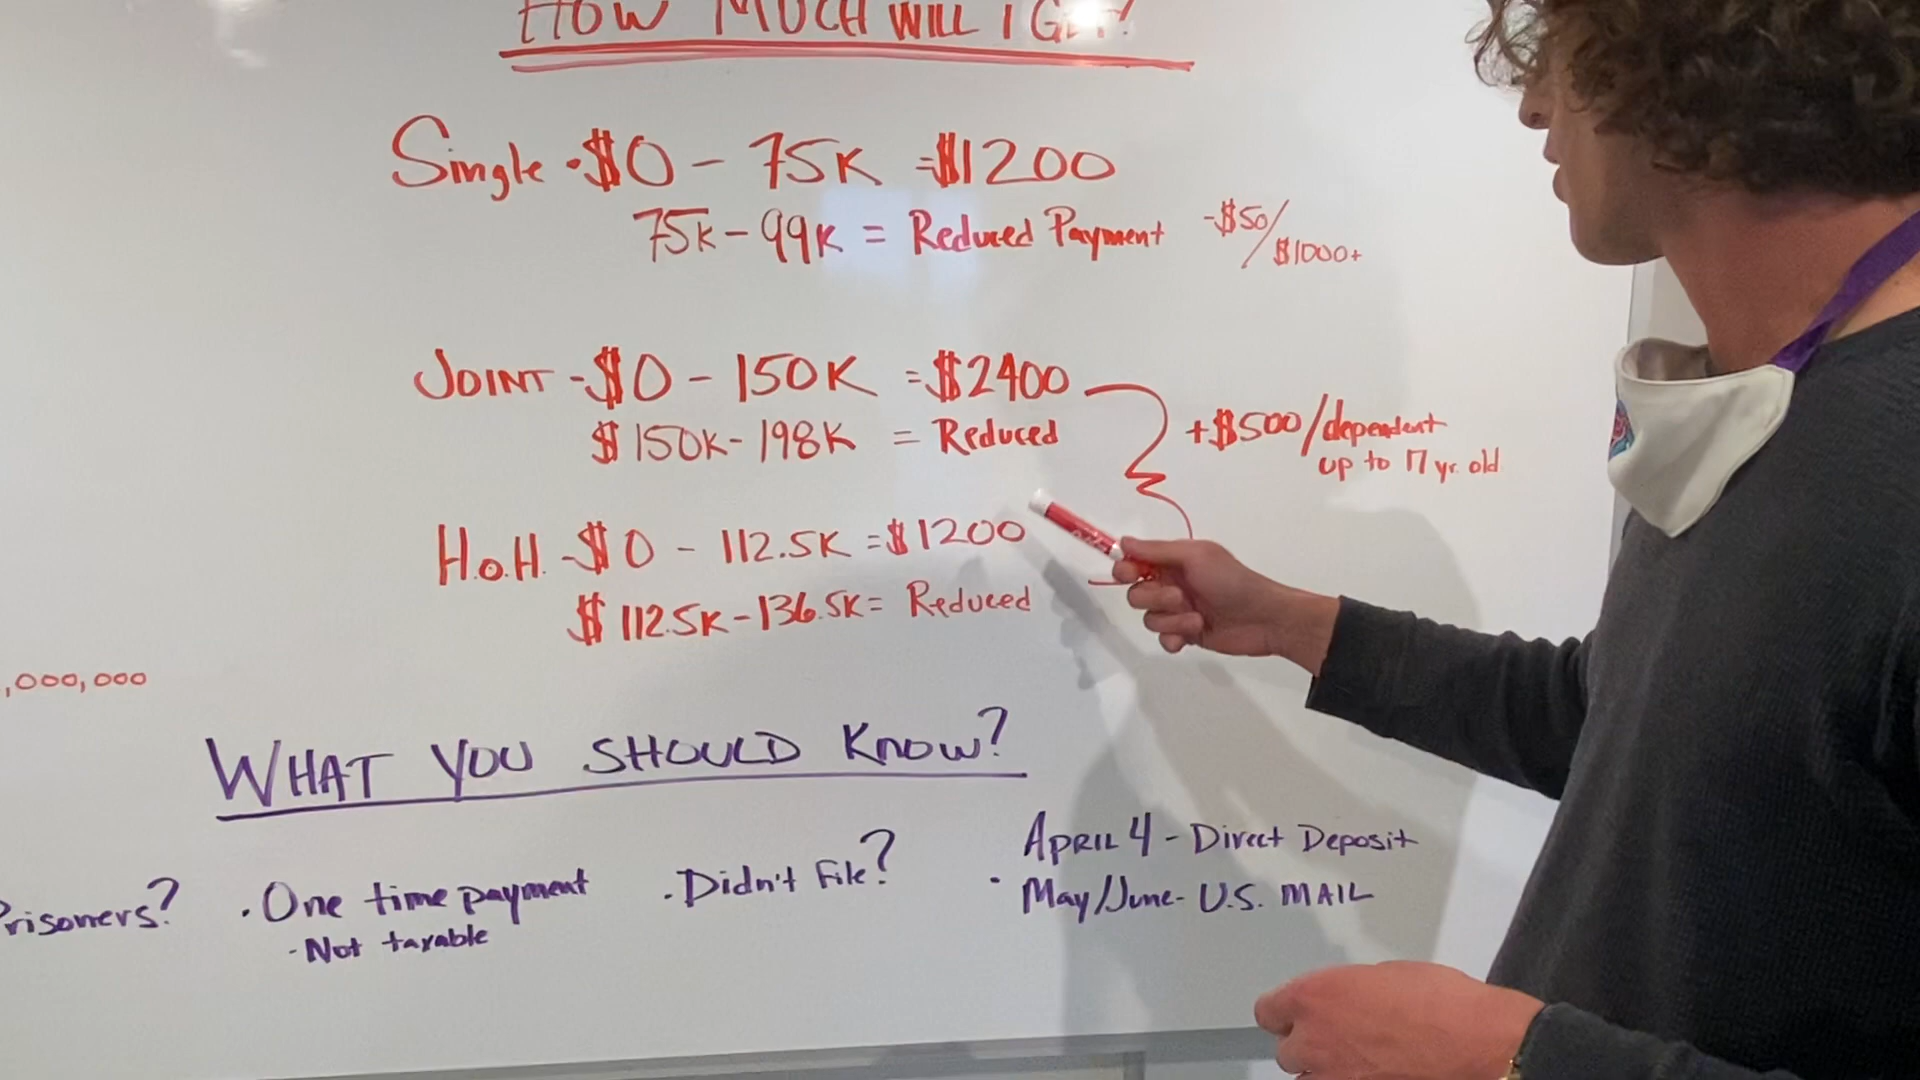 HOW MUCH WILL I GET?
Single - $0 - 75K = $1200
75K - 99K = Reduced Payment -$50/$1000+
JOINT - $0 - 150K = $2400
$150K - 198K = Reduced
+$500/dependent
up to 17 yr. old
H.o.H. - $0 - 112.5K = $1200
$112.5K - 136.5K = Reduced
,000,000
WHAT YOU SHOULD KNOW?
Prisoners?
· One time payment
- Not taxable
· Didn't File?
April 4 - Direct Deposit
· May/June - U.S. MAIL